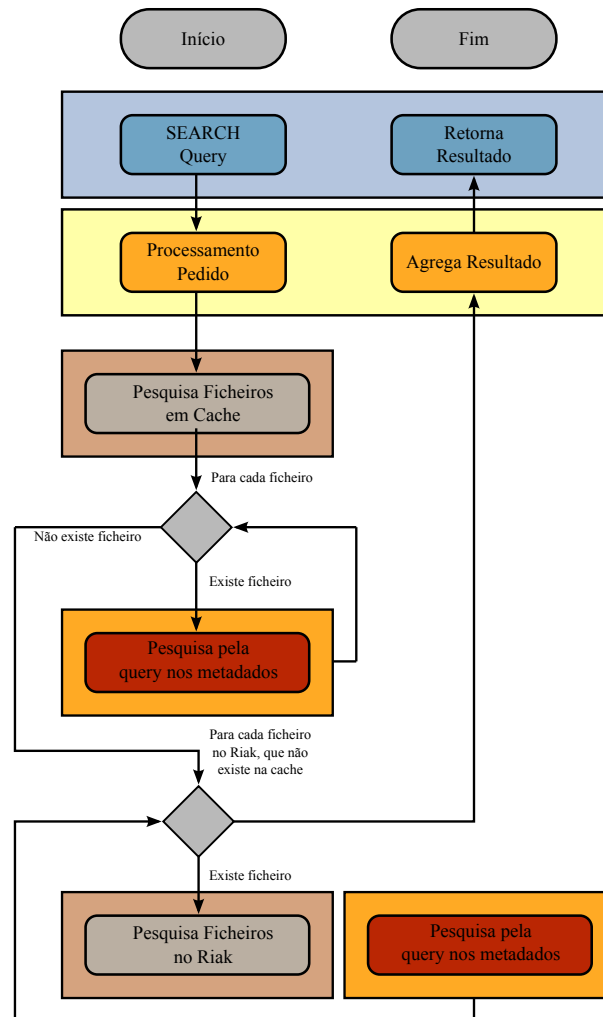 Início
Fim
SEARCH
Query
Retorna
Resultado
Processamento
Pedido
Agrega Resultado
Pesquisa Ficheiros
em Cache
Para cada ficheiro
Não existe ficheiro
Existe ficheiro
Pesquisa pela
query nos metadados
Para cada ficheiro
no Riak, que não
existe na cache
Existe ficheiro
Pesquisa Ficheiros
no Riak
Pesquisa pela
query nos metadados